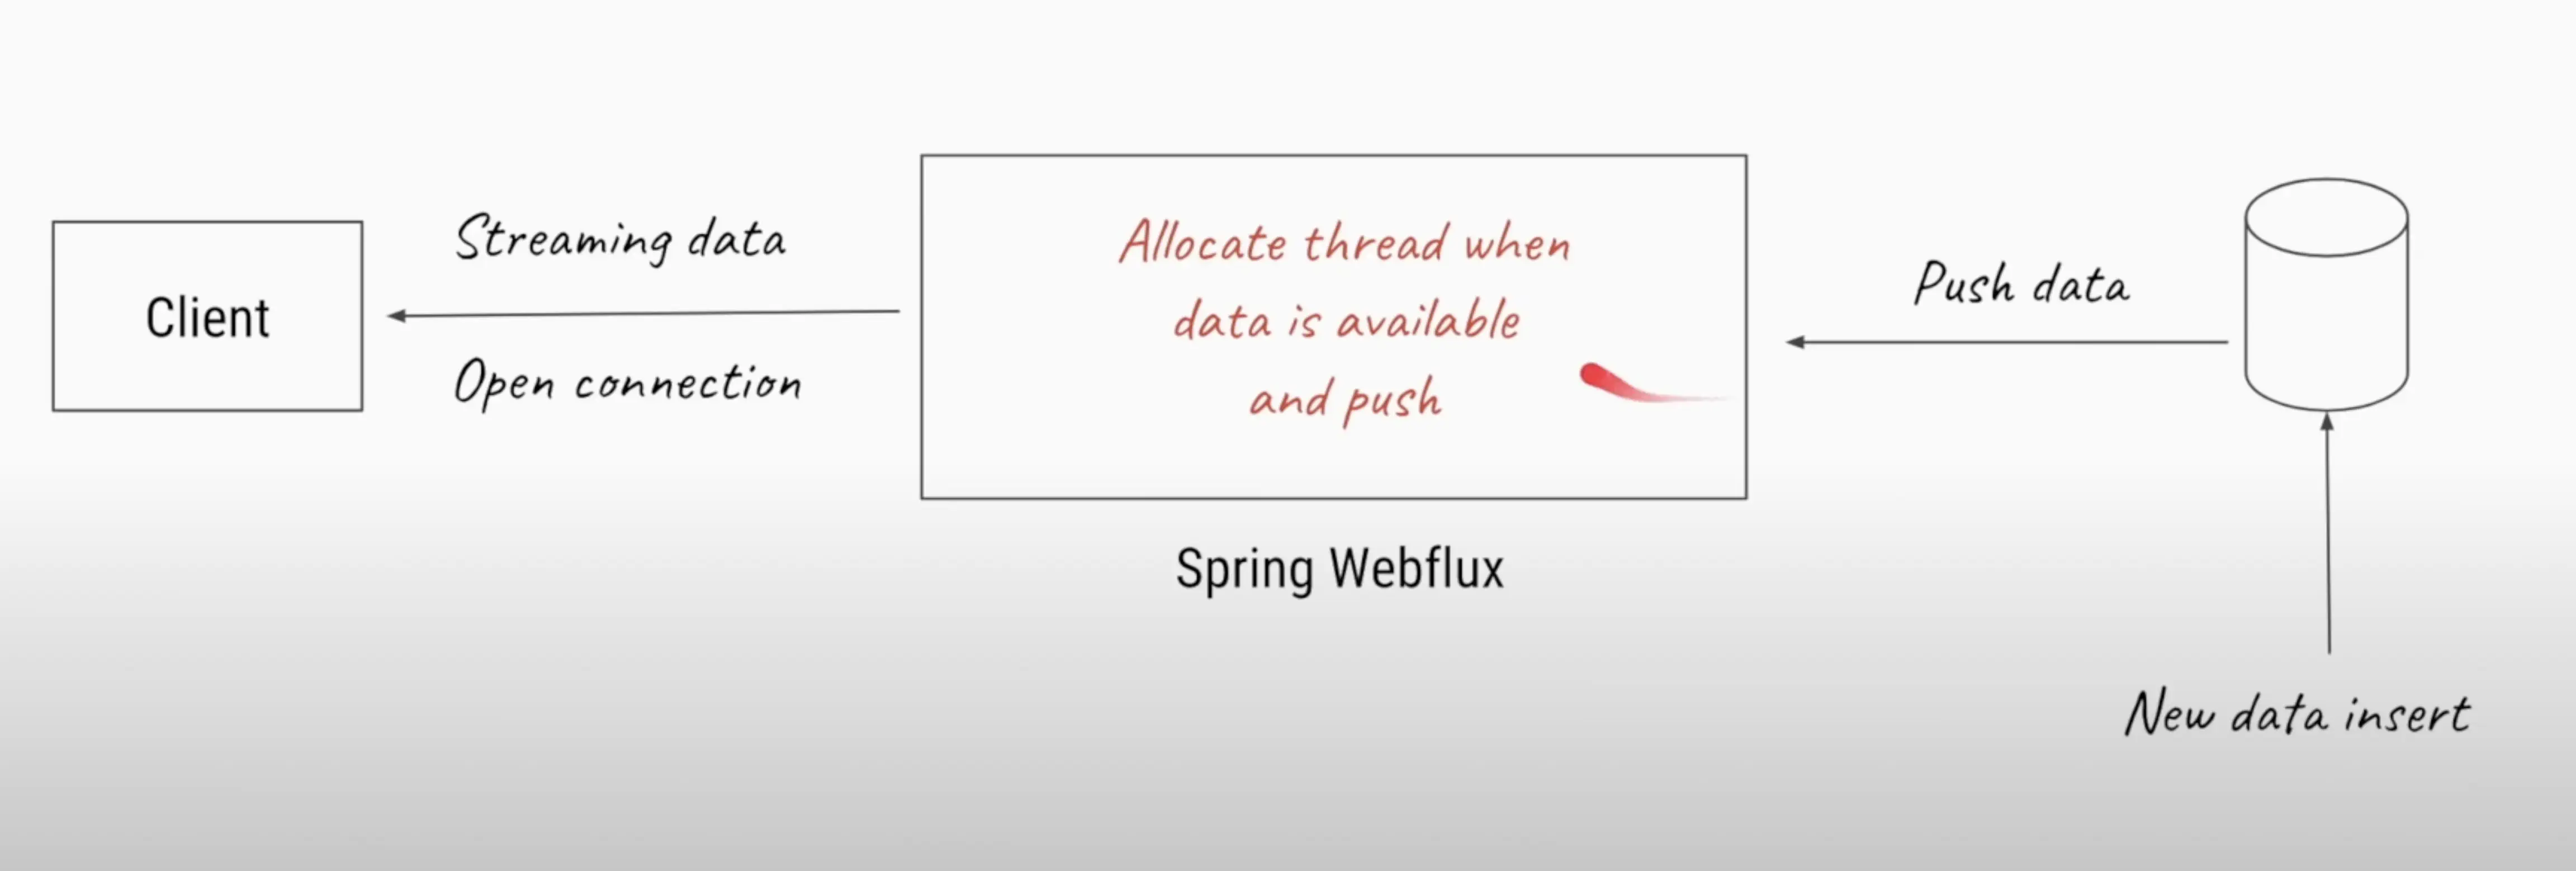 Client
Streaming data
Open connection
Allocate thread when
data is available
and push
Spring Webflux
Push data
New data insert